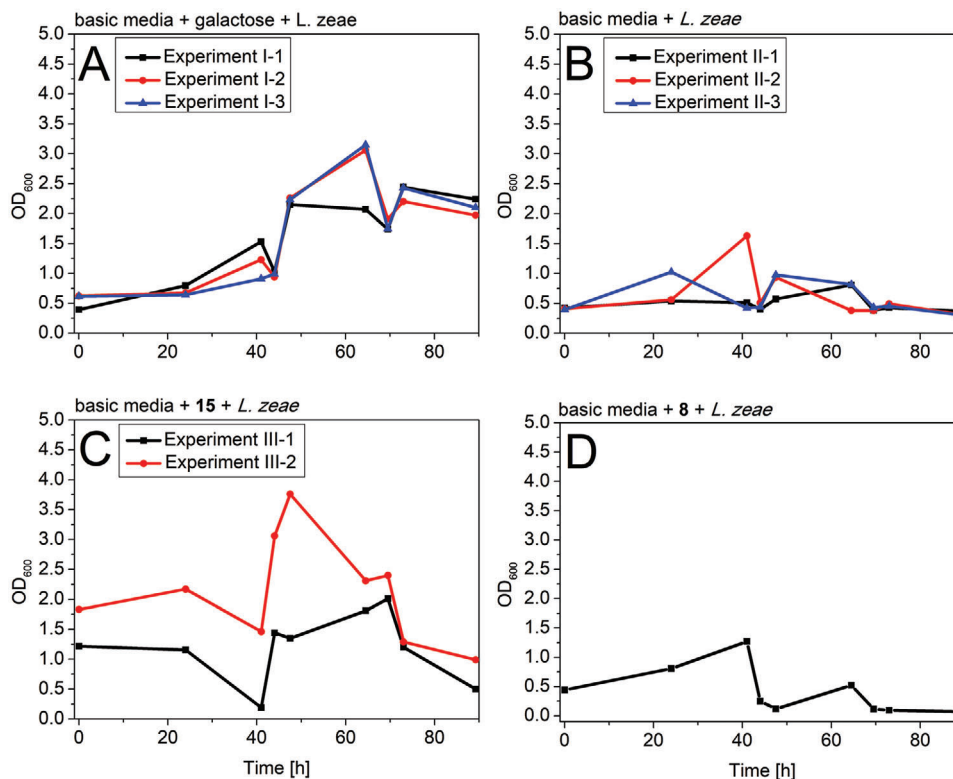 basic media + galactose + L. zeae
A
Experiment I-1
Experiment I-2
Experiment I-3
5.0
4.5
4.0
3.5
3.0
2.5
2.0
1.5
1.0
0.5
0.0
OD600
0 20 40 60 80
basic media + L. zeae
B
Experiment II-1
Experiment II-2
Experiment II-3
5.0
4.5
4.0
3.5
3.0
2.5
2.0
1.5
1.0
0.5
0.0
OD600
0 20 40 60 80
basic media + 15 + L. zeae
C
Experiment III-1
Experiment III-2
5.0
4.5
4.0
3.5
3.0
2.5
2.0
1.5
1.0
0.5
0.0
OD600
0 20 40 60 80
Time [h]
basic media + 8 + L. zeae
D
5.0
4.5
4.0
3.5
3.0
2.5
2.0
1.5
1.0
0.5
0.0
OD600
0 20 40 60 80
Time [h]